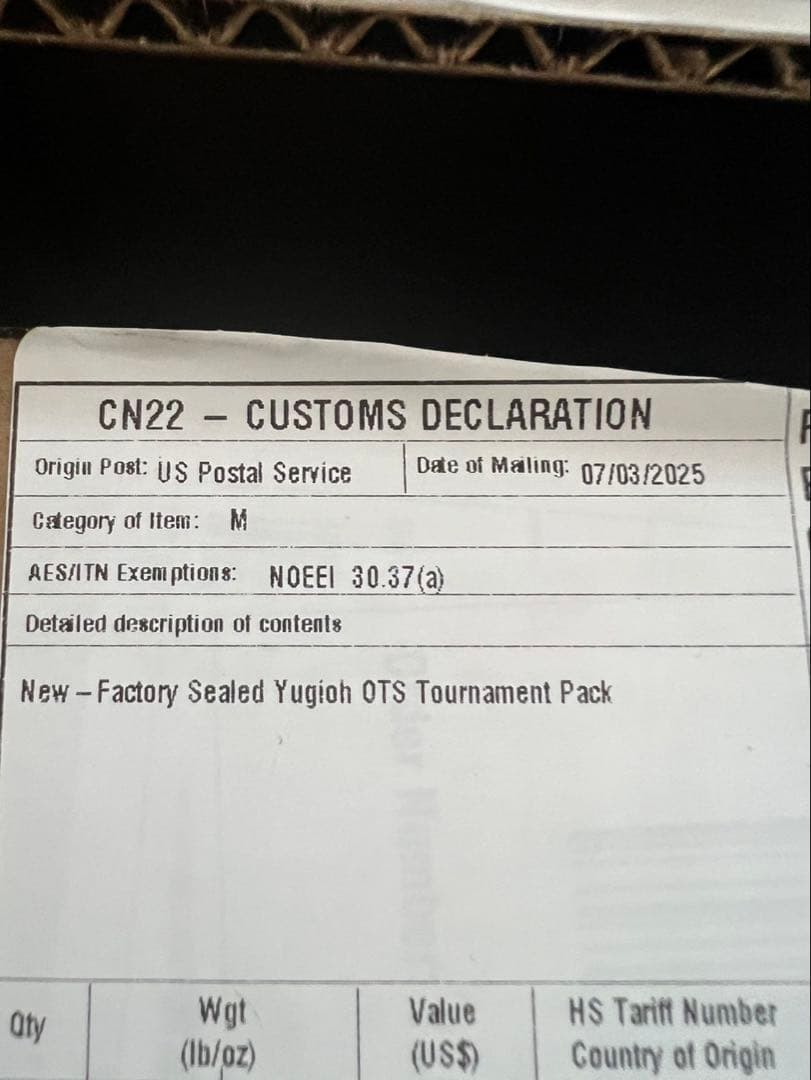 CN22 – CUSTOMS DECLARATION
Origin Post: US Postal Service Date of Mailing: 07/03/2025
Category of Item: M
AES/ITN Exemptions: NOEEI 30.37(a)
Detailed description of contents
New – Factory Sealed Yugioh OTS Tournament Pack
Qty Wgt Value HS Tariff Number
(lb/oz) (US$) Country of Origin